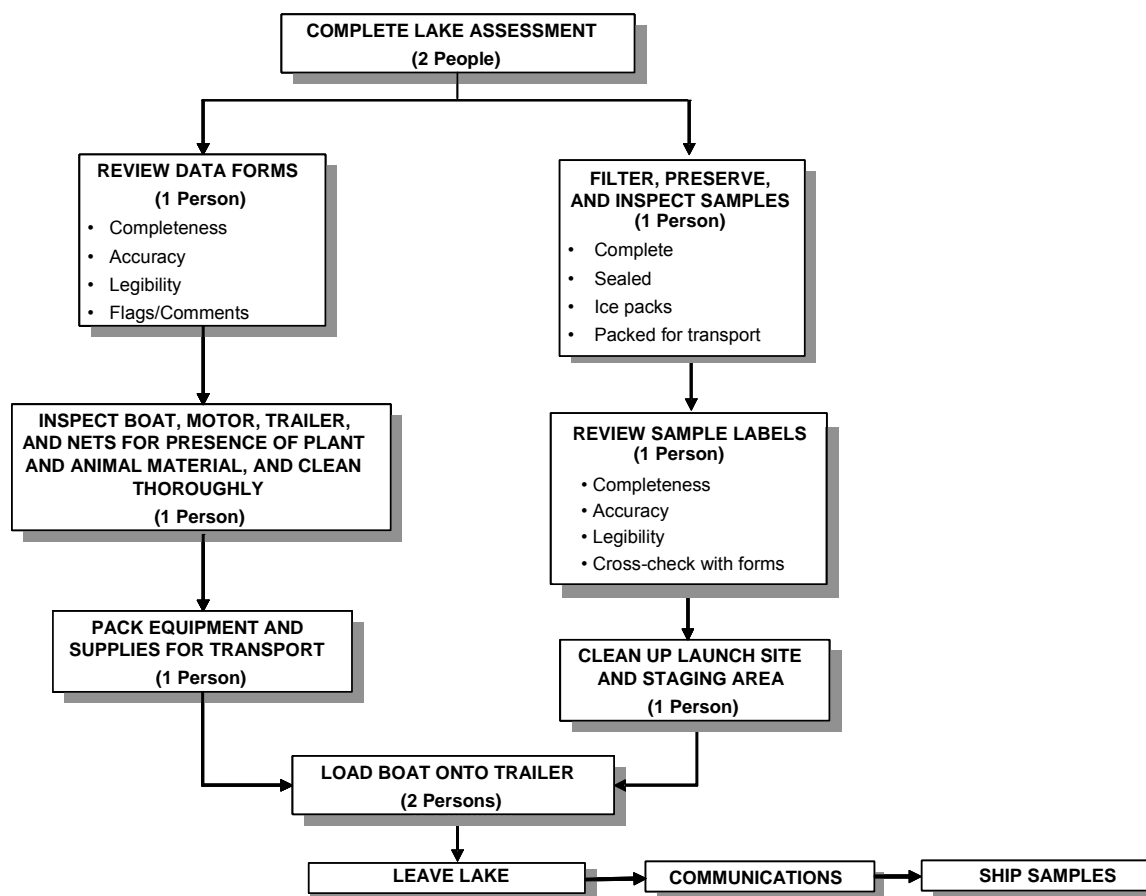 COMPLETE LAKE ASSESSMENT
(2 People)
REVIEW DATA FORMS
(1 Person)
• Completeness
• Accuracy
• Legibility
• Flags/Comments
FILTER, PRESERVE,
AND INSPECT SAMPLES
(1 Person)
• Complete
• Sealed
• Ice packs
• Packed for transport
INSPECT BOAT, MOTOR, TRAILER,
AND NETS FOR PRESENCE OF PLANT
AND ANIMAL MATERIAL, AND CLEAN
THOROUGHLY
(1 Person)
REVIEW SAMPLE LABELS
(1 Person)
• Completeness
• Accuracy
• Legibility
• Cross-check with forms
PACK EQUIPMENT AND
SUPPLIES FOR TRANSPORT
(1 Person)
CLEAN UP LAUNCH SITE
AND STAGING AREA
(1 Person)
LOAD BOAT ONTO TRAILER
(2 Persons)
LEAVE LAKE
COMMUNICATIONS
SHIP SAMPLES